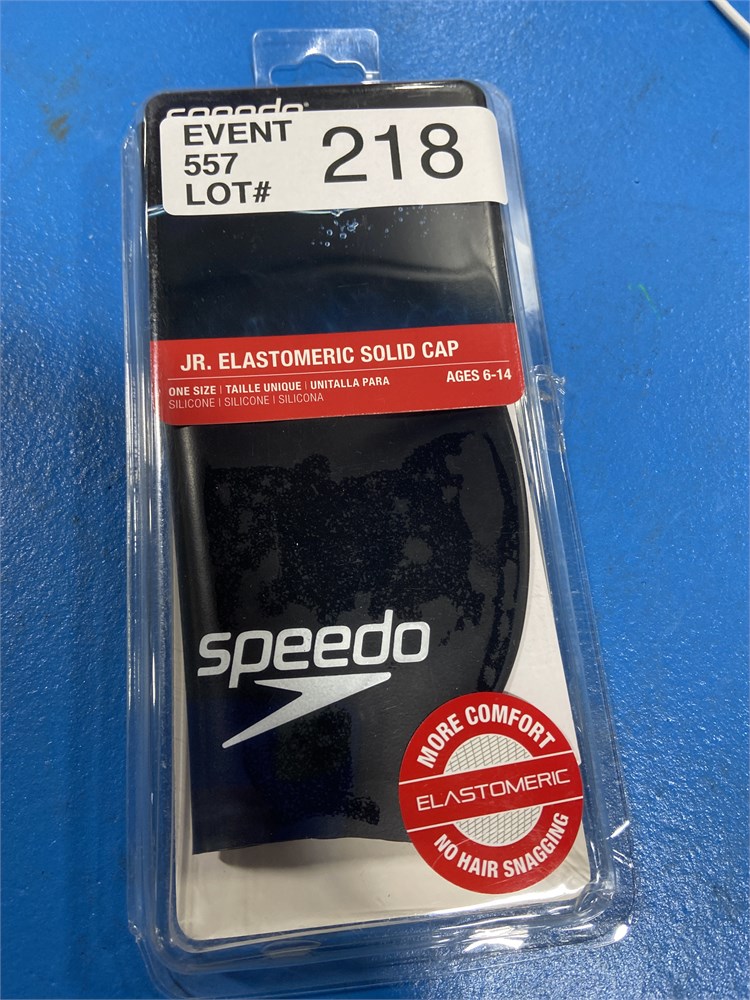 speedo
EVENT
557
LOT#
218
JR. ELASTOMERIC SOLID CAP
ONE SIZE | TAILLE UNIQUE | UNITALLA PARA
AGES 6-14
SILICONE | SILICONE | SILICONA
speedo
MORE COMFORT
ELASTOMERIC
NO HAIR SNAGGING